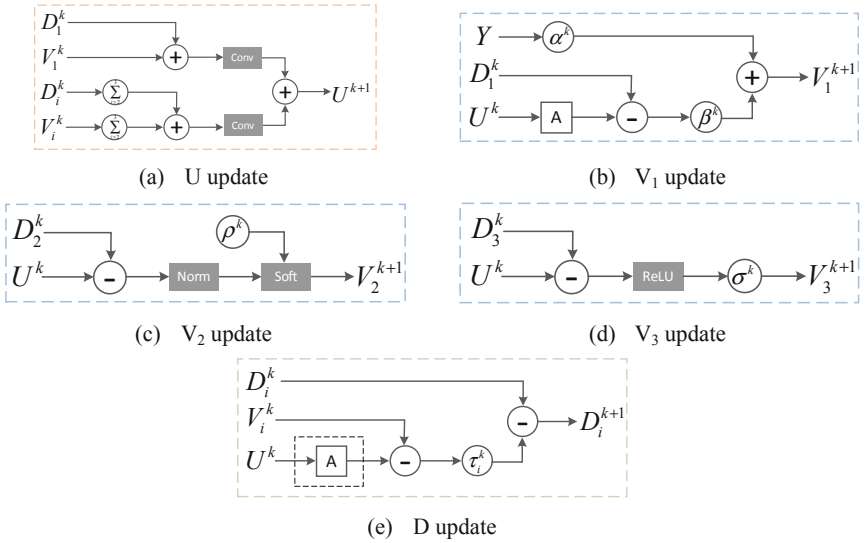 D_1^k
V_1^k + Conv
D_i^k ∑ + U^{k+1}
V_i^k ∑ + Conv
(a) U update
Y α^k
D_1^k + V_1^{k+1}
U^k A - β^k
(b) V_1 update
D_2^k ρ^k
U^k - Norm Soft V_2^{k+1}
(c) V_2 update
D_3^k
U^k - ReLU σ^k V_3^{k+1}
(d) V_3 update
D_i^k
V_i^k - D_i^{k+1}
U^k A - τ_i^k
(e) D update